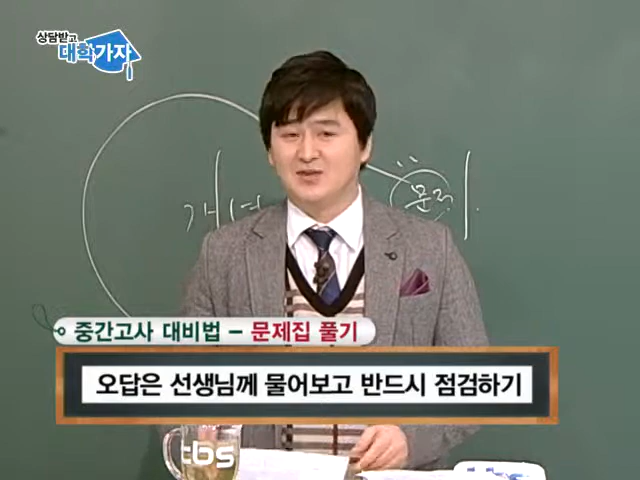 상담받고
대학가자
문제
중간고사 대비법 - 문제집 풀기
오답은 선생님께 물어보고 반드시 점검하기
tbs